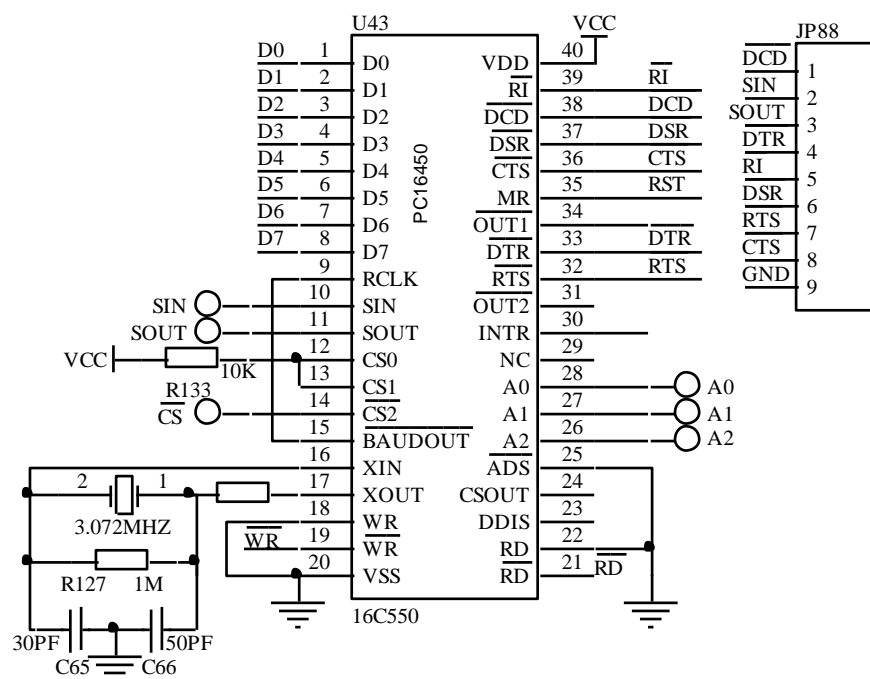 U43
VCC
JP88
D0 1 D0 VDD 40
D1 2 D1 RI 39 RI
D2 3 D2 DCD 38 DCD
D3 4 D3 DSR 37 DSR
D4 5 D4 CTS 36 CTS
D5 6 D5 MR 35 RST
D6 7 D6 OUT1 34
D7 8 D7 DTR 33 DTR
9 RCLK RTS 32 RTS
SIN 10 SIN OUT2 31
SOUT 11 SOUT INTR 30
VCC 10K 12 CS0 NC 29
R133 13 CS1 A0 28 A0
CS 14 CS2 A1 27 A1
15 BAUDOUT A2 26 A2
16 XIN ADS 25
2 1 17 XOUT CSOUT 24
3.072MHZ 18 WR DDIS 23
WR 19 WR RD 22
20 VSS RD 21 RD
PC16450
R127 1M
16C550
30PF 50PF
C65 C66
DCD 1
SIN 2
SOUT 3
DTR 4
RI 5
DSR 6
RTS 7
CTS 8
GND 9